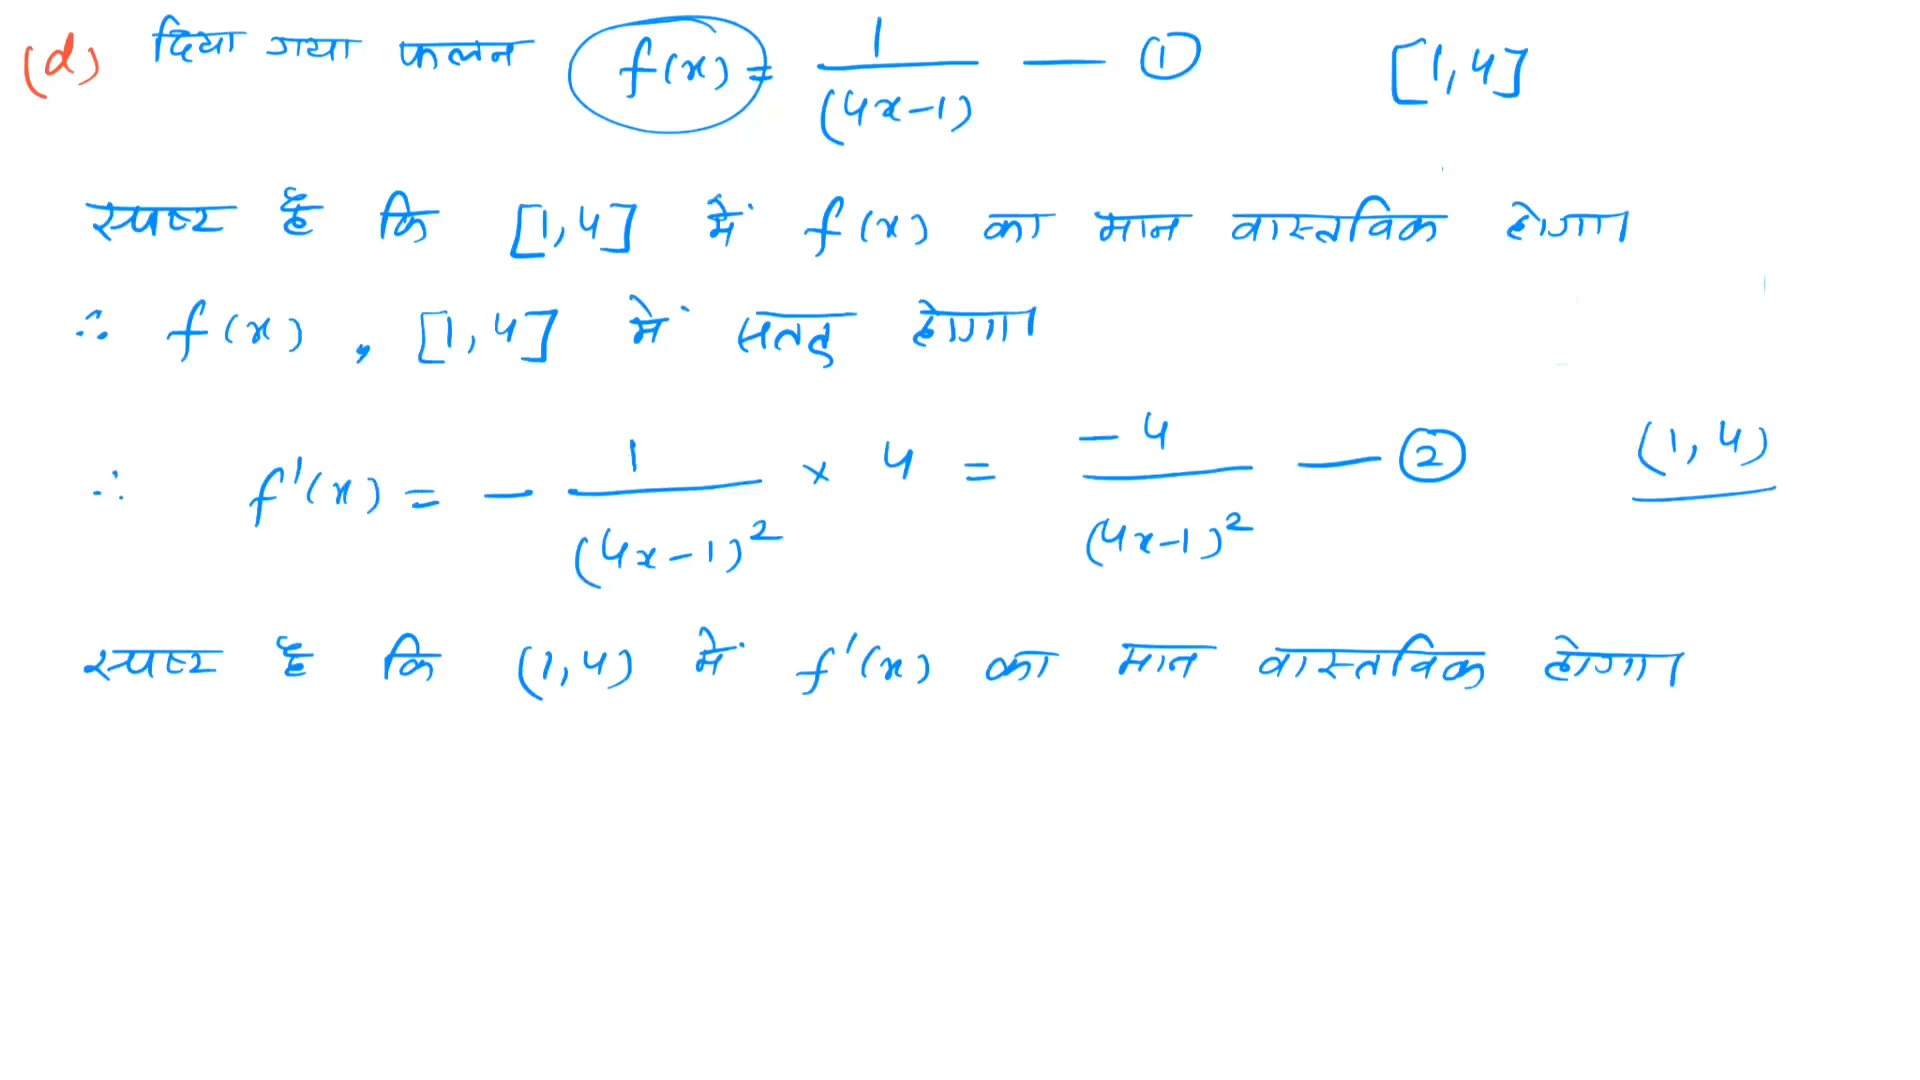 (d) दिया गया फलन f(x) = 1/(4x-1) — ① [1,4]
स्पष्ट है कि [1,4] में f(x) का मान वास्तविक होगा।
∴ f(x), [1,4] में सतत् होगा।
∴ f'(x) = - 1/(4x-1)² × 4 = -4/(4x-1)² — ② (1,4)
स्पष्ट है कि (1,4) में f'(x) का मान वास्तविक होगा।